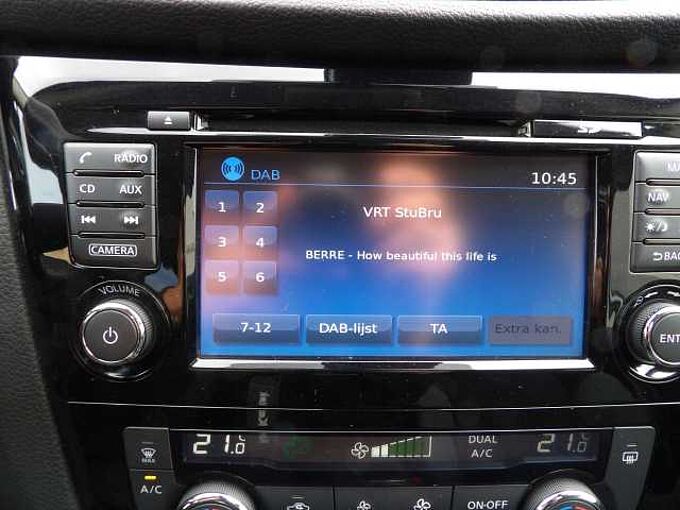 SD
RADIO
CD AUX
CAMERA
VOLUME
DAB
10:45
1 2
3 4
5 6
VRT StuBru
BERRE - How beautiful this life is
7-12 DAB-lijst TA Extra kan.
NAV
BACK
ENT
21.0
DUAL
A/C
21.0
A/C
ON-OFF